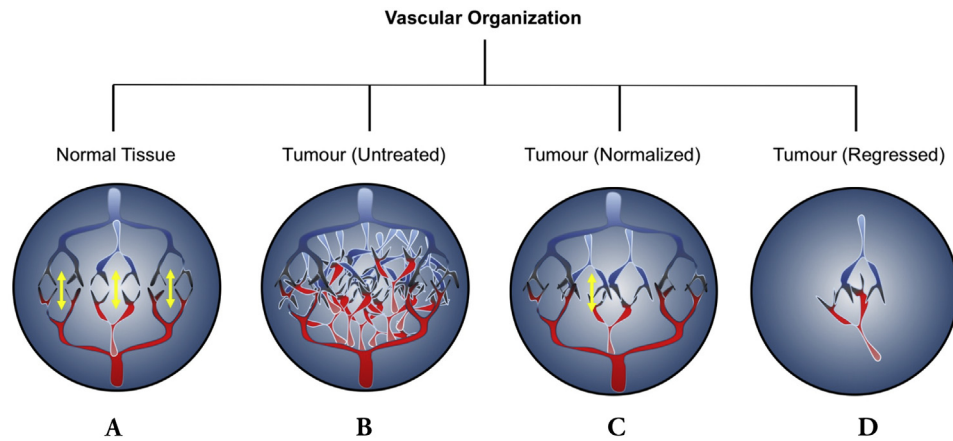 Vascular Organization
Normal Tissue
Tumour (Untreated)
Tumour (Normalized)
Tumour (Regressed)
A
B
C
D